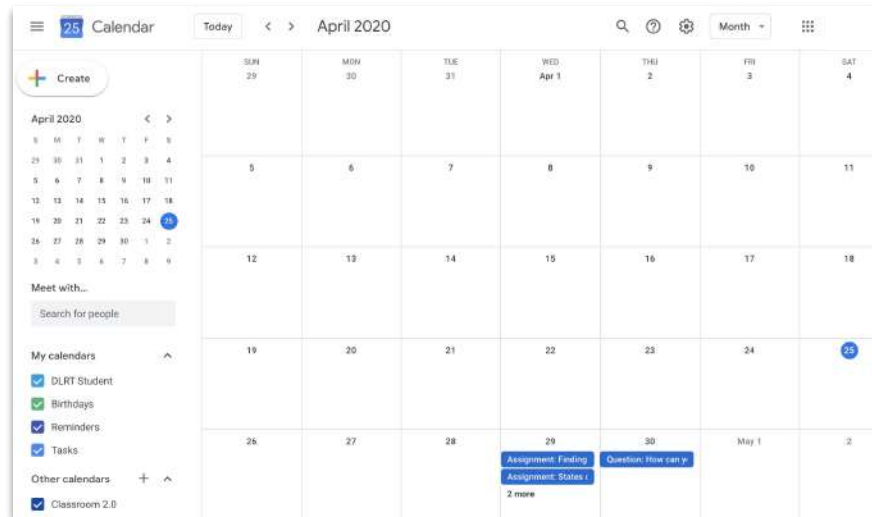 25 Calendar Today < > April 2020 Month
Create
SUN MON TUE WED THU FRI SAT
29 30 31 Apr 1 2 3 4
April 2020 < >
S M T W T F S
29 30 31 1 2 3 4
5 6 7 8 9 10 11
12 13 14 15 16 17 18
19 20 21 22 23 24 25
26 27 28 29 30 1 2
3 4 5 6 7 8 9
5 6 7 8 9 10 11
12 13 14 15 16 17 18
Meet with...
Search for people
19 20 21 22 23 24 25
My calendars
DLRT Student
Birthdays
Reminders
Tasks
Other calendars +
Classroom 2.0
26 27 28 29 30 May 1 2
Assignment: Finding Question: How can y
Assignment: States
2 more